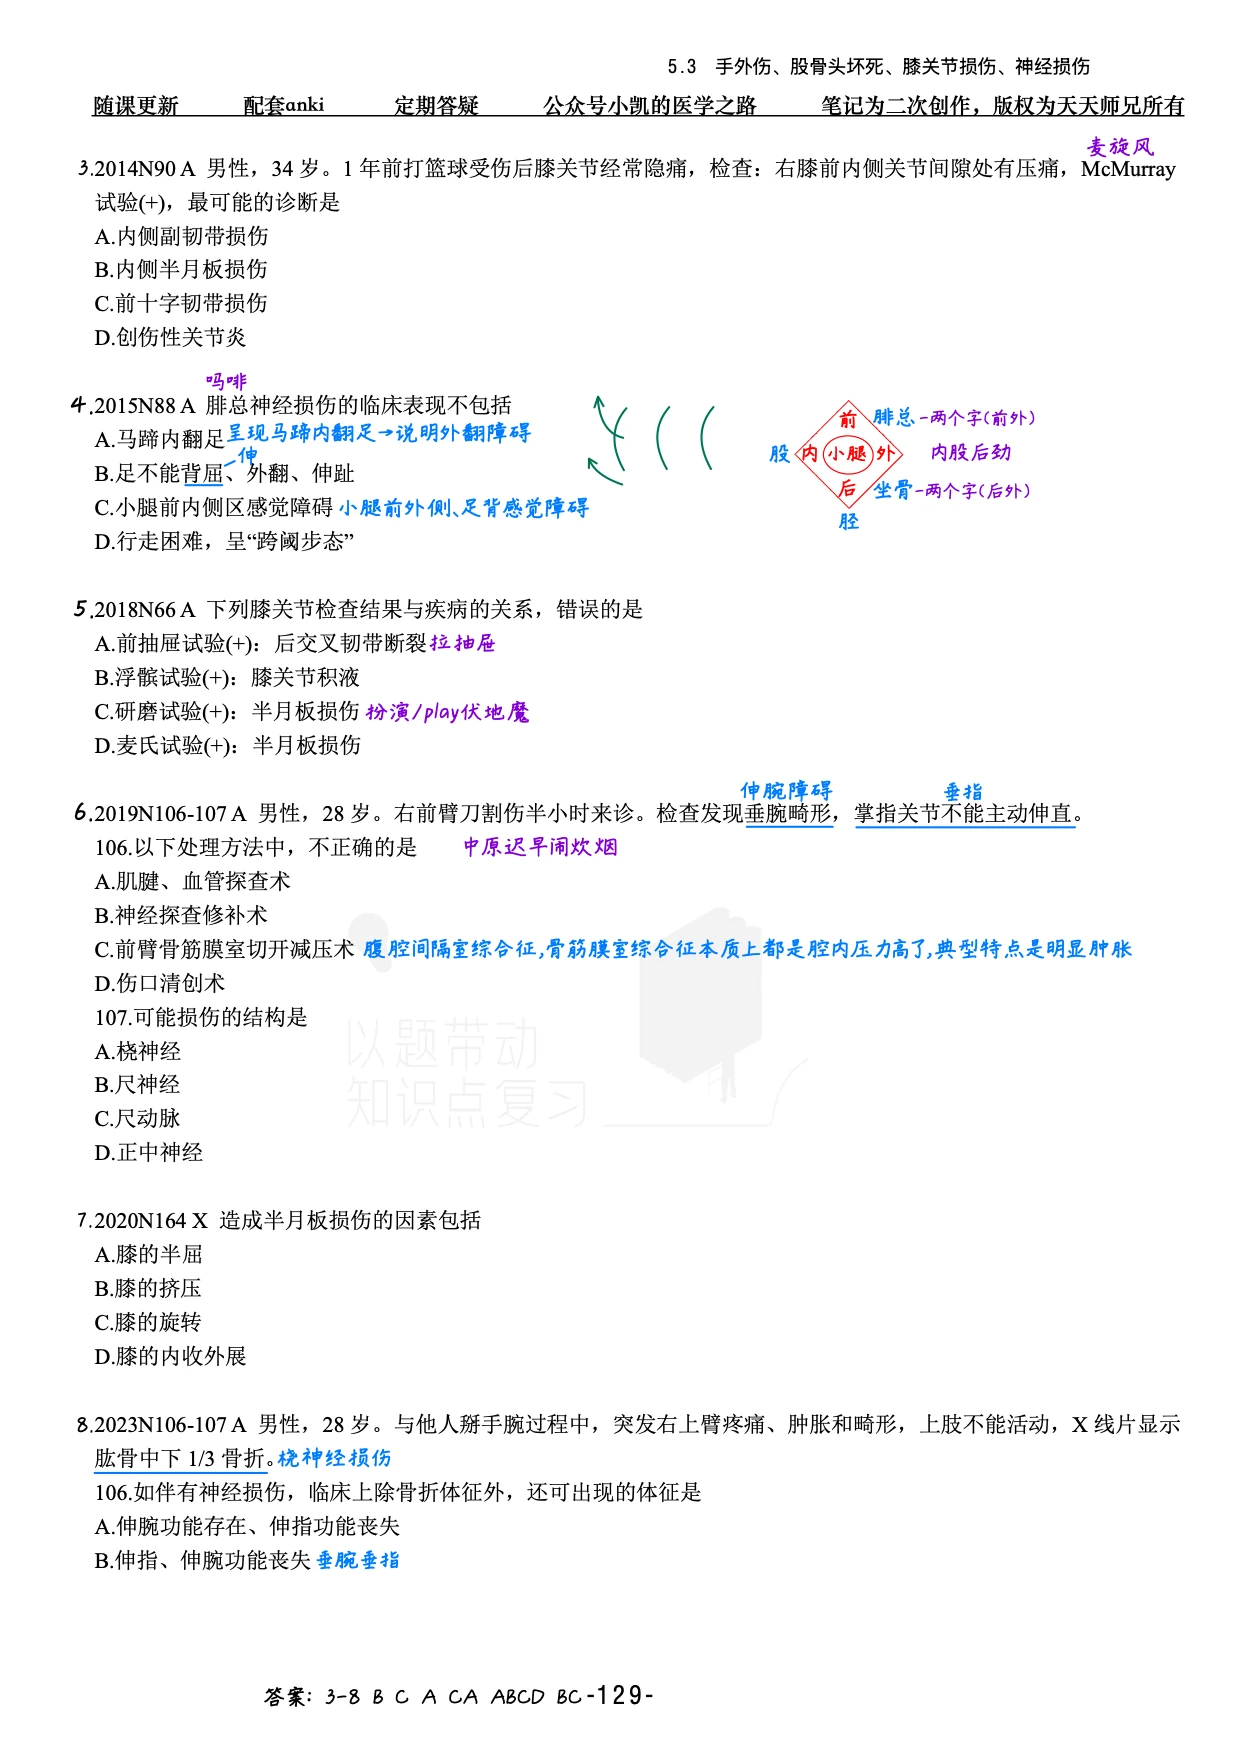 5.3 手外伤、股骨头坏死、膝关节损伤、神经损伤
随课更新 配套anki 定期答疑 公众号小凯的医学之路 笔记为二次创作，版权为天天师兄所有
麦旋风
3.2014N90 A 男性，34 岁。1 年前打篮球受伤后膝关节经常隐痛，检查：右膝前内侧关节间隙处有压痛，McMurray
试验(+)，最可能的诊断是
A.内侧副韧带损伤
B.内侧半月板损伤
C.前十字韧带损伤
D.创伤性关节炎
吗啡
4.2015N88 A 腓总神经损伤的临床表现不包括
A.马蹄内翻足 呈现马蹄内翻足→说明外翻障碍
伸
B.足不能背屈、外翻、伸趾
C.小腿前内侧区感觉障碍 小腿前外侧、足背感觉障碍
D.行走困难，呈“跨阈步态”
前 腓总-两个字(前外)
股 内 小腿 外 内股后劲
后 坐骨-两个字(后外)
胫
5.2018N66 A 下列膝关节检查结果与疾病的关系，错误的是
A.前抽屉试验(+)：后交叉韧带断裂 拉抽屉
B.浮髌试验(+)：膝关节积液
C.研磨试验(+)：半月板损伤 扮演/play伏地魔
D.麦氏试验(+)：半月板损伤
伸腕障碍 垂指
6.2019N106-107 A 男性，28 岁。右前臂刀割伤半小时来诊。检查发现垂腕畸形，掌指关节不能主动伸直。
106.以下处理方法中，不正确的是 中原迟早闹炊烟
A.肌腱、血管探查术
B.神经探查修补术
C.前臂骨筋膜室切开减压术 腹腔间隔室综合征,骨筋膜室综合征本质上都是腔内压力高了,典型特点是明显肿胀
D.伤口清创术
107.可能损伤的结构是
A.桡神经
B.尺神经
C.尺动脉
D.正中神经
以题带动
知识点复习
7.2020N164 X 造成半月板损伤的因素包括
A.膝的半屈
B.膝的挤压
C.膝的旋转
D.膝的内收外展
8.2023N106-107 A 男性，28 岁。与他人掰手腕过程中，突发右上臂疼痛、肿胀和畸形，上肢不能活动，X 线片显示
肱骨中下 1/3 骨折。桡神经损伤
106.如伴有神经损伤，临床上除骨折体征外，还可出现的体征是
A.伸腕功能存在、伸指功能丧失
B.伸指、伸腕功能丧失 垂腕垂指
答案: 3-8 B C A CA ABCD BC -129-